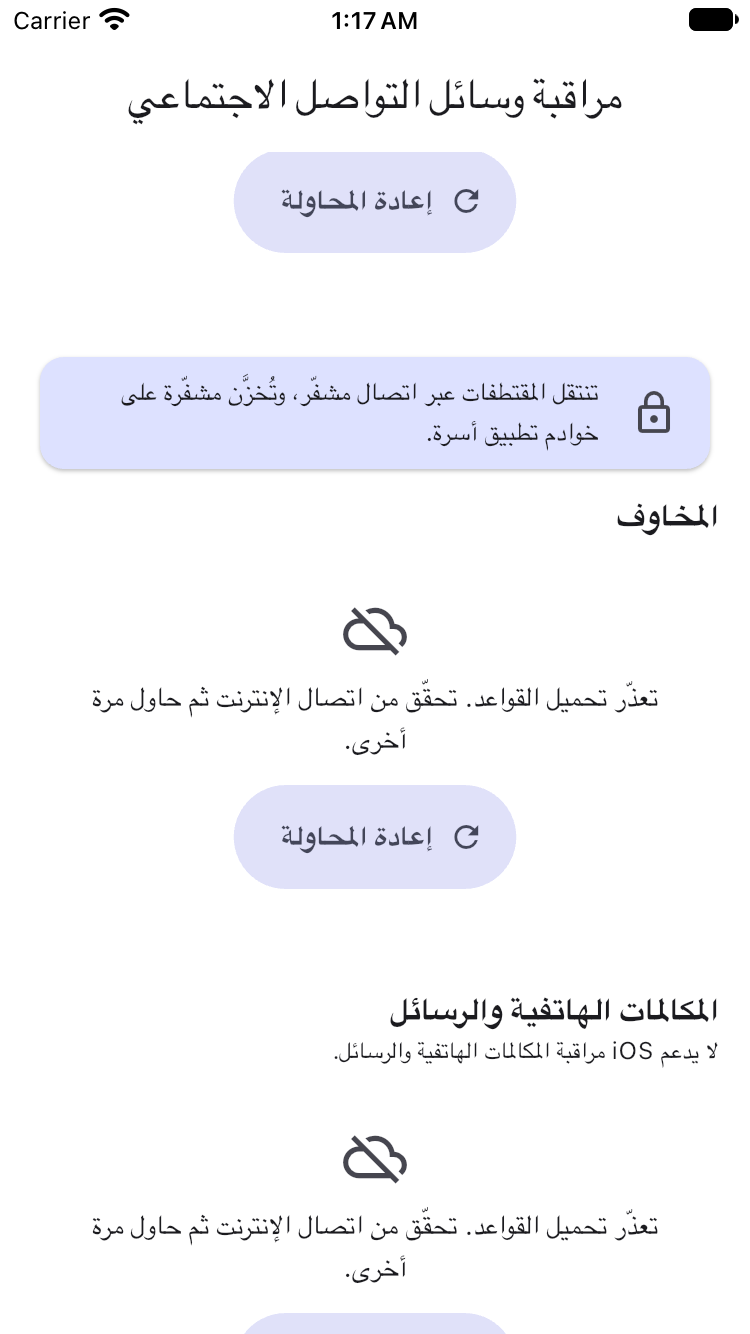 Carrier
1:17 AM
مراقبة وسائل التواصل الاجتماعي
إعادة المحاولة
تنتقل المقتطفات عبر اتصال مشفّر، وتُخزَّن مشفّرة على
خوادم تطبيق أسرة.
المخاوف
تعذّر تحميل القواعد. تحقّق من اتصال الإنترنت ثم حاول مرة
أخرى.
إعادة المحاولة
المكالمات الهاتفية والرسائل
لا يدعم iOS مراقبة المكالمات الهاتفية والرسائل.
تعذّر تحميل القواعد. تحقّق من اتصال الإنترنت ثم حاول مرة
أخرى.